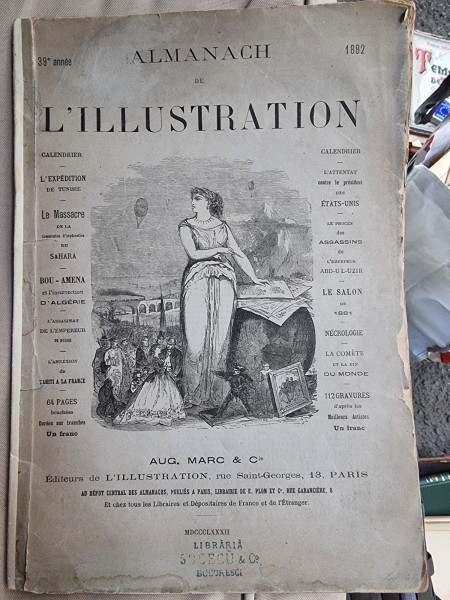 39e année
ALMANACH
1882
DE
L'ILLUSTRATION
CALENDRIER
L'EXPÉDITION
DE TUNISIE
Le Massacre
DE LA
Commission d'exploration
DU
SAHARA
BOU-AMENA
et l'insurrection
D'ALGÉRIE
L'ASSASSINAT
DE L'EMPEREUR
DE RUSSIE
L'ANNEXION
de
TAHITI A LA FRANCE
64 PAGES
brochées
Dorées sur tranches
Un franc
CALENDRIER
L'ATTENTAT
contre le président
DES
ÉTATS-UNIS
LE PROCÈS
des
ASSASSINS
DE
L'EMPEREUR
ABD-UL-UZIR
LE SALON
DE
1881
NÉCROLOGIE
LA COMÈTE
ET LA FIN
DU MONDE
112 GRAVURES
d'après les
Meilleurs Artistes
Un franc
AUG. MARC & Cie
Éditeurs de L'ILLUSTRATION, rue Saint-Georges, 13, PARIS
AU DÉPOT CENTRAL DES ALMANACHS, PUBLIÉS A PARIS, LIBRAIRIE DE E. PLON ET Cie, RUE GARANCIÈRE, 8
Et chez tous les Libraires et Dépositaires de France et de l'Étranger.
MDCCCLXXXII
LIBRĂRIĂ
SOCECŬ & Co.
BUCURESCI